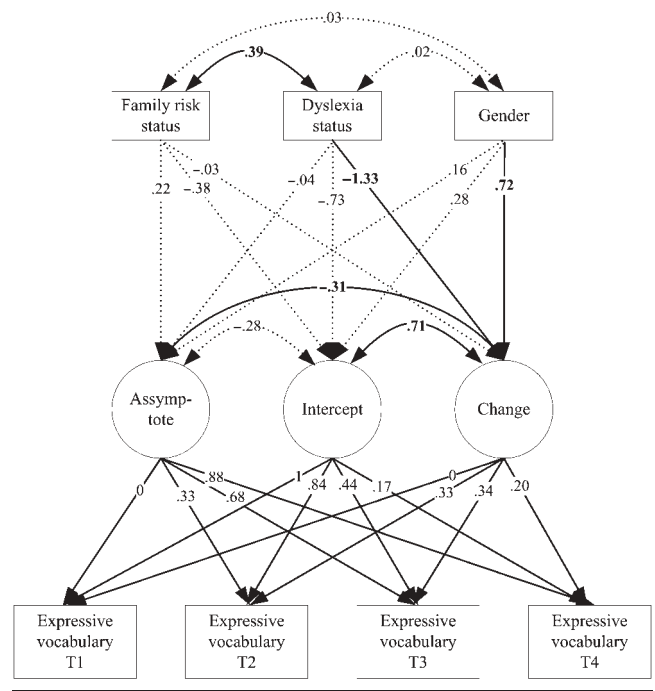 .03
.39
.02
Family risk
status
Dyslexia
status
Gender
-.03
.22
-.38
-.04
-.73
-1.33
.16
.28
.72
-.31
-.28
.71
Assymp-
tote
Intercept
Change
0
.33
.88
.68
1
.84
.44
.17
0
.33
.34
.20
Expressive
vocabulary
T1
Expressive
vocabulary
T2
Expressive
vocabulary
T3
Expressive
vocabulary
T4